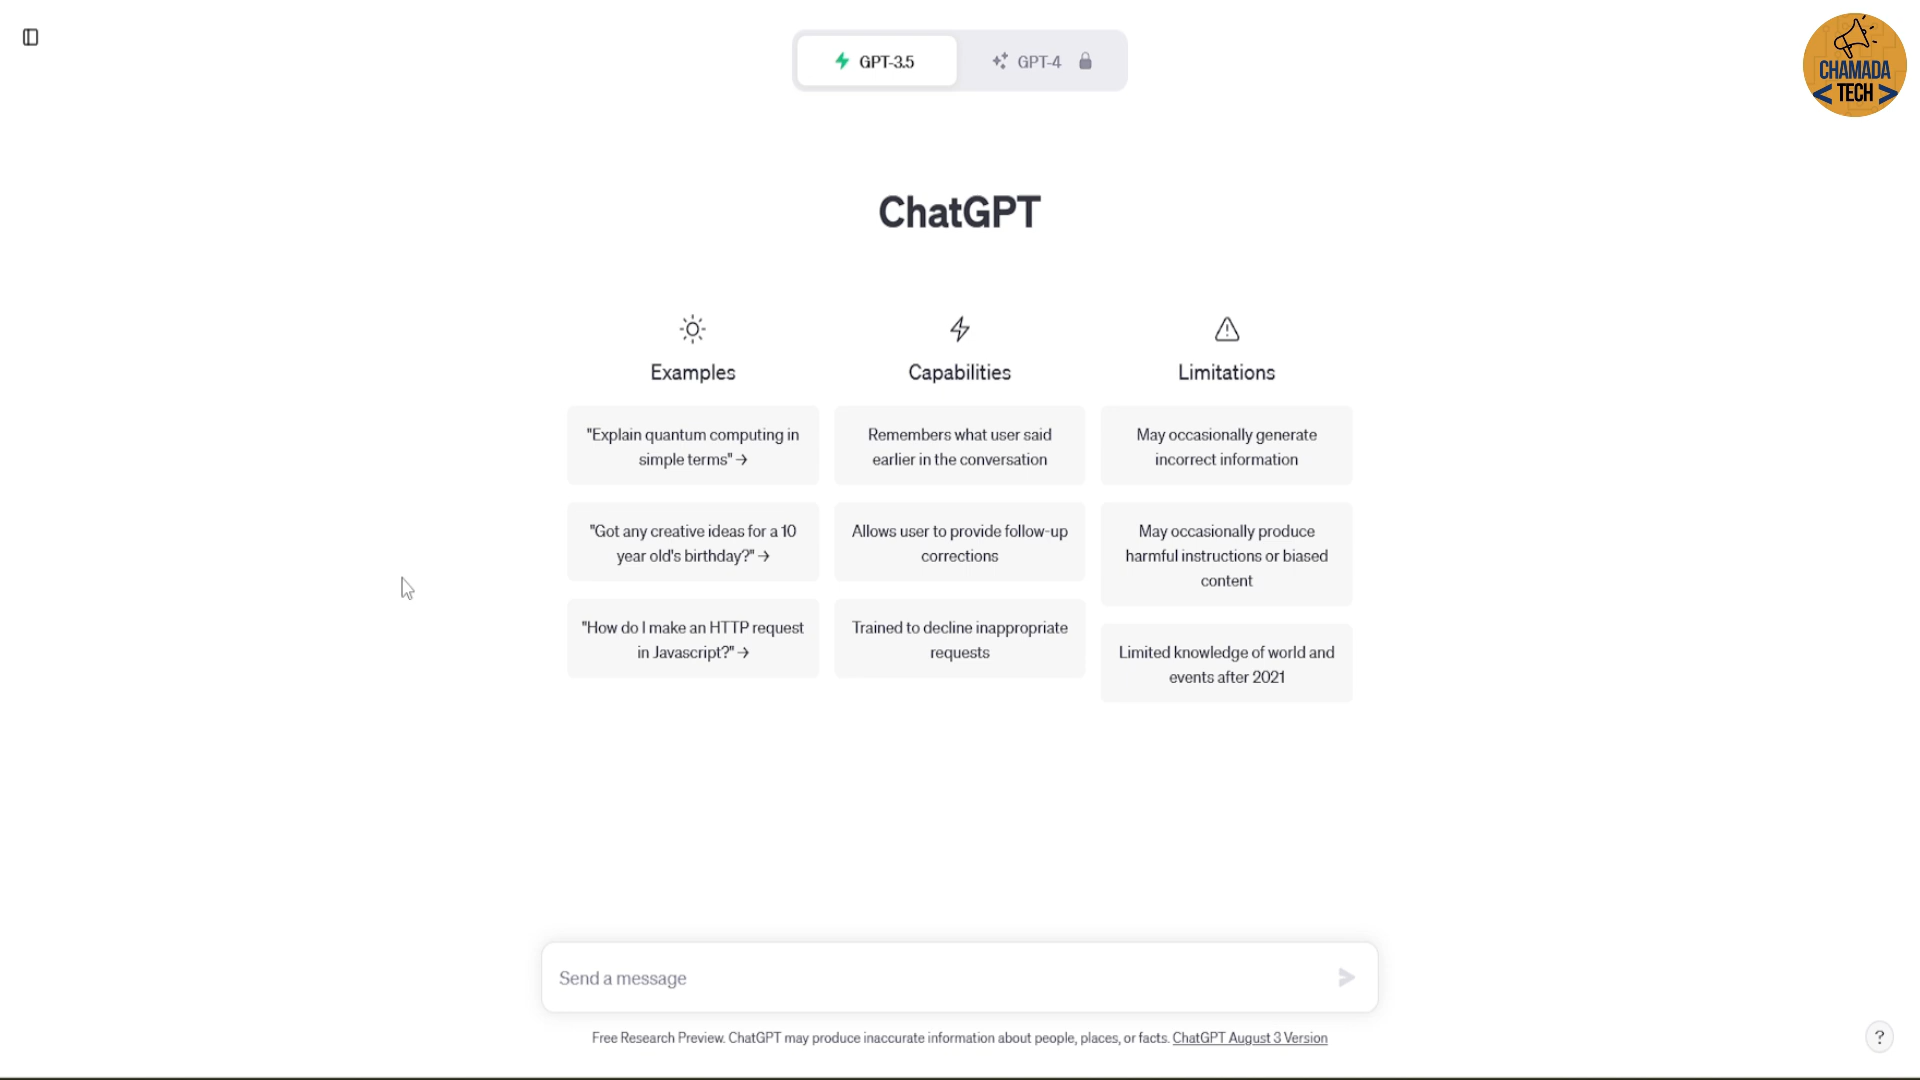 GPT-3.5
GPT-4
CHAMADA
< TECH >
ChatGPT
Examples
"Explain quantum computing in
simple terms" →
"Got any creative ideas for a 10
year old's birthday?" →
"How do I make an HTTP request
in Javascript?" →
Capabilities
Remembers what user said
earlier in the conversation
Allows user to provide follow-up
corrections
Trained to decline inappropriate
requests
Limitations
May occasionally generate
incorrect information
May occasionally produce
harmful instructions or biased
content
Limited knowledge of world and
events after 2021
Send a message
Free Research Preview. ChatGPT may produce inaccurate information about people, places, or facts. ChatGPT August 3 Version
?